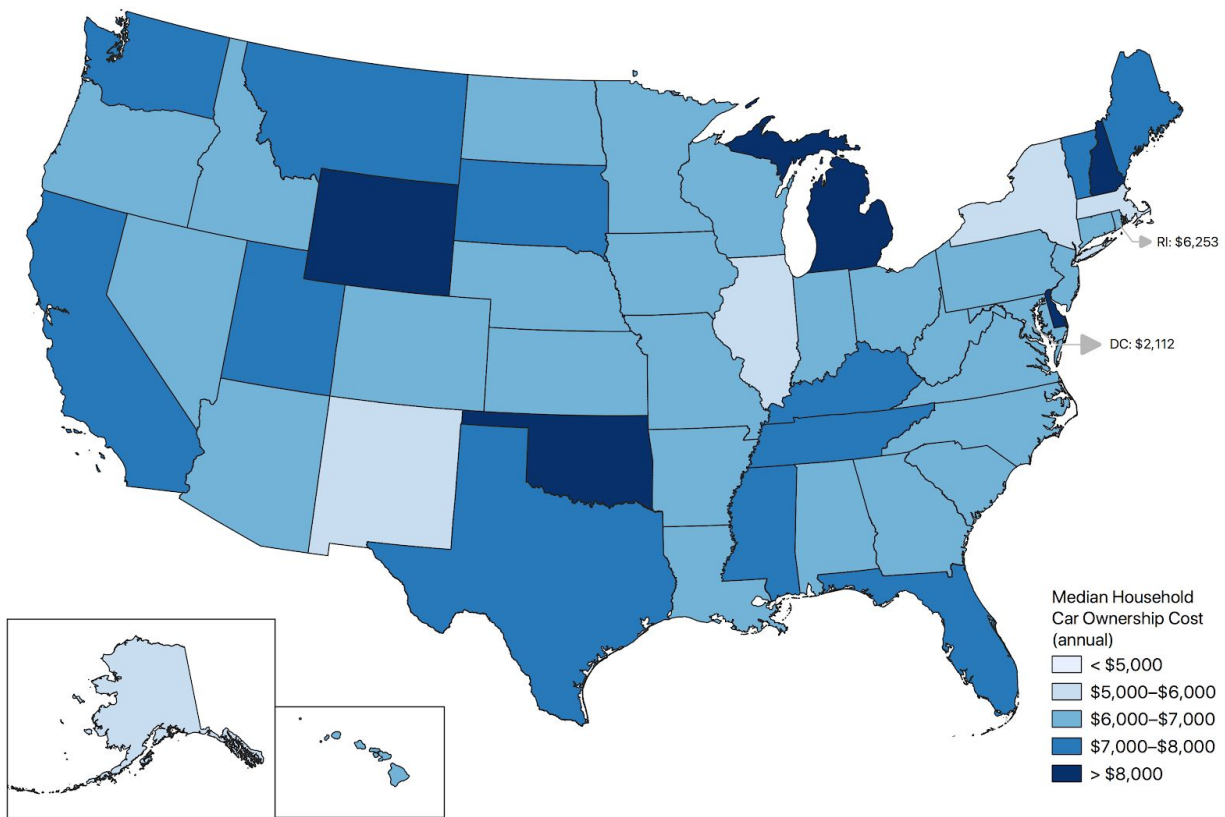 RI: $6,253
DC: $2,112
Median Household
Car Ownership Cost
(annual)
< $5,000
$5,000–$6,000
$6,000–$7,000
$7,000–$8,000
> $8,000